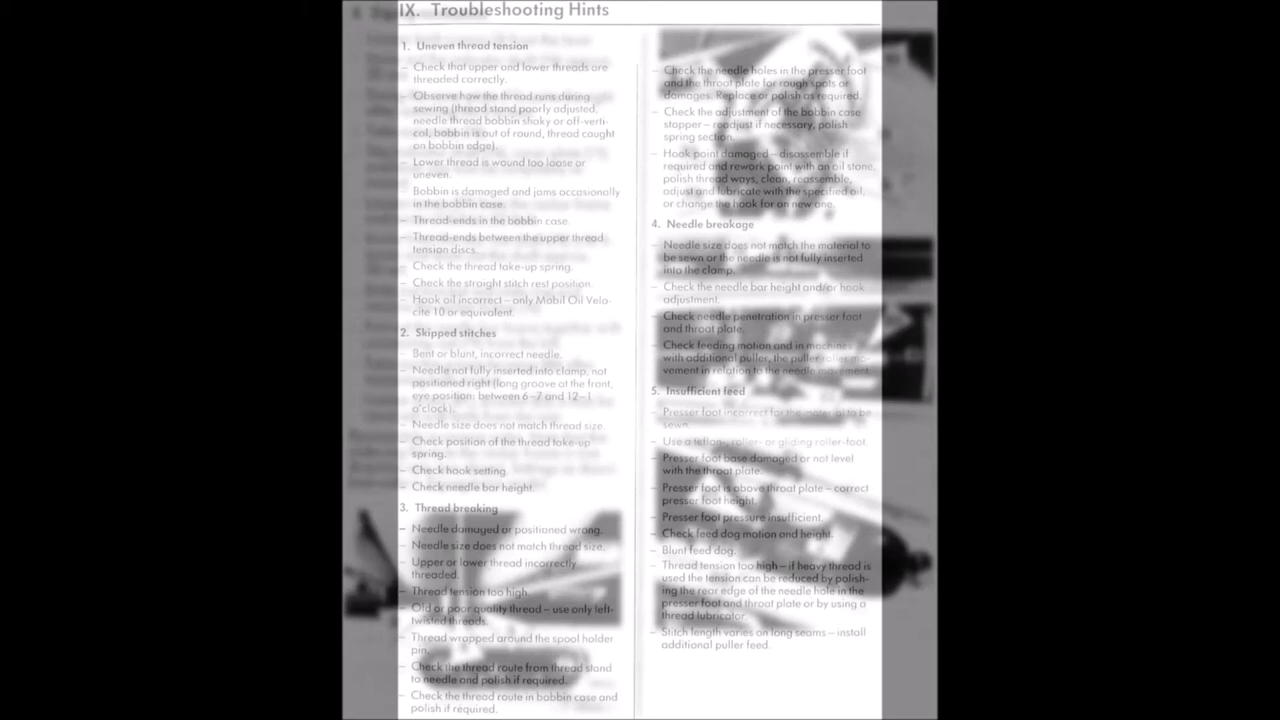 IX. Troubleshooting Hints
1. Uneven thread tension
– Check that upper and lower threads are
threaded correctly.
– Observe how the thread runs during
sewing (thread stand poorly adjusted,
needle thread bobbin shaky or off-verti-
cal, bobbin is out of round, thread caught
on bobbin edge).
– Lower thread is wound too loose or
uneven.
Bobbin is damaged and jams occasionally
in the bobbin case.
– Thread-ends in the bobbin case.
– Thread-ends between the upper thread
tension discs.
– Check the thread take-up spring.
– Check the straight stitch rest position.
– Hook oil incorrect – only Mobil Oil Velo-
cite 10 or equivalent.
2. Skipped stitches
– Bent or blunt, incorrect needle.
– Needle not fully inserted into clamp, not
positioned right (long groove at the front,
eye position: between 6–7 and 12–1
o'clock).
– Needle size does not match thread size.
– Check position of the thread take-up
spring.
– Check hook setting.
– Check needle bar height.
3. Thread breaking
– Needle damaged or positioned wrong.
– Needle size does not match thread size.
– Upper or lower thread incorrectly
threaded.
– Thread tension too high.
– Old or poor quality thread – use only left-
twisted threads.
– Thread wrapped around the spool holder
pin.
– Check the thread route from thread stand
to needle and polish if required.
– Check the thread route in bobbin case and
polish if required.
– Check the needle holes in the presser foot
and the throat plate for rough spots or
damages. Replace or polish as required.
– Check the adjustment of the bobbin case
stopper – readjust if necessary, polish
spring section.
– Hook point damaged – disassemble if
required and rework point with an oil stone,
polish thread ways, clean, reassemble,
adjust and lubricate with the specified oil,
or change the hook for an new one.
4. Needle breakage
– Needle size does not match the material to
be sewn or the needle is not fully inserted
into the clamp.
– Check the needle bar height and/or hook
adjustment.
– Check needle penetration in presser foot
and throat plate.
– Check feeding motion and in machines
with additional puller, the puller roller mo-
vement in relation to the needle movement.
5. Insufficient feed
– Presser foot incorrect for the material to be
sewn.
– Use a teflon-, roller- or gliding roller-foot.
– Presser foot base damaged or not level
with the throat plate.
– Presser foot is above throat plate – correct
presser foot height.
– Presser foot pressure insufficient.
– Check feed dog motion and height.
– Blunt feed dog.
– Thread tension too high – if heavy thread is
used the tension can be reduced by polish-
ing the rear edge of the needle hole in the
presser foot and throat plate or by using a
thread lubricator.
– Stitch length varies on long seams – install
additional puller feed.